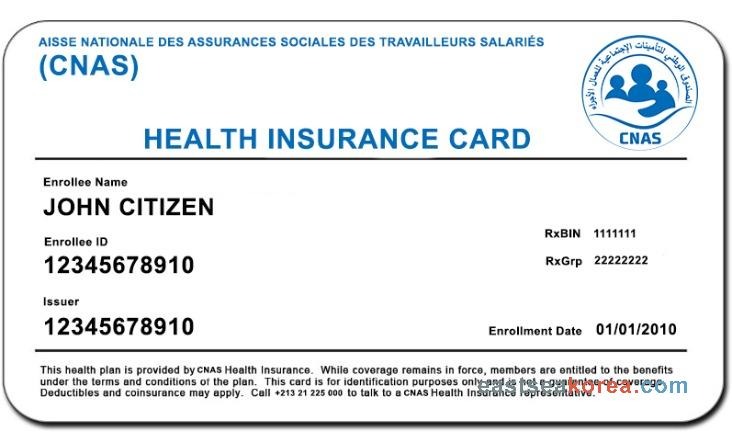 AISSE NATIONALE DES ASSURANCES SOCIALES DES TRAVAILLEURS SALARIÉS
(CNAS)
الصندوق الوطني للتأمينات الإجتماعية للعمال الأجراء
CNAS
HEALTH INSURANCE CARD
Enrollee Name
JOHN CITIZEN
Enrollee ID
12345678910
RxBIN 1111111
RxGrp 22222222
Issuer
12345678910
Enrollment Date 01/01/2010
This health plan is provided by CNAS Health Insurance. While coverage remains in force, members are entitled to the benefits
under the terms and conditions of the plan. This card is for identification purposes only and is not a guarantee of coverage.
Deductibles and coinsurance may apply. Call +213 21 225 000 to talk to a CNAS Health Insurance representative.
eastseakorea.com